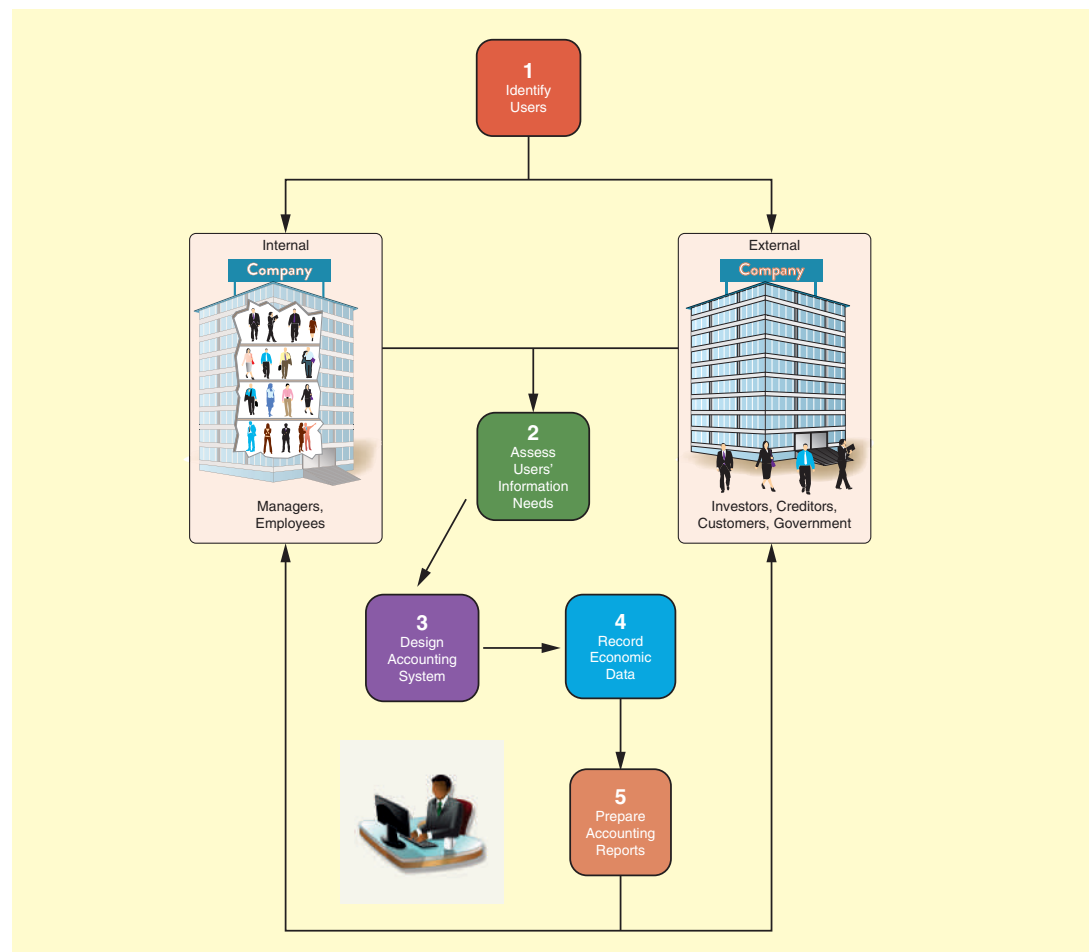 1
Identify
Users
Internal
Company
Managers,
Employees
External
Company
Investors, Creditors,
Customers, Government
2
Assess
Users’
Information
Needs
3
Design
Accounting
System
4
Record
Economic
Data
5
Prepare
Accounting
Reports